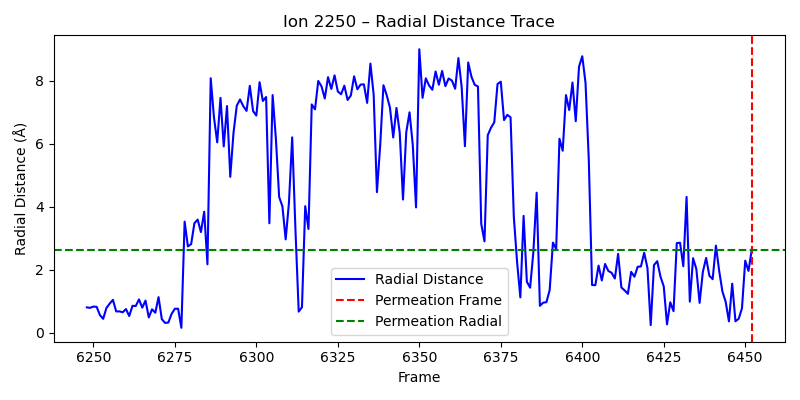 Ion 2250 – Radial Distance Trace
Radial Distance (Å)
8
6
4
2
0
Radial Distance
Permeation Frame
Permeation Radial
6250 6275 6300 6325 6350 6375 6400 6425 6450
Frame